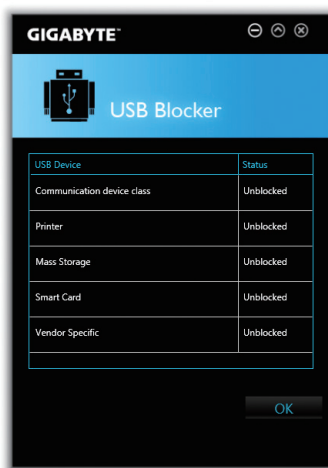 GIGABYTE™
USB Blocker
USB Device Status
Communication device class Unblocked
Printer Unblocked
Mass Storage Unblocked
Smart Card Unblocked
Vendor Specific Unblocked
OK